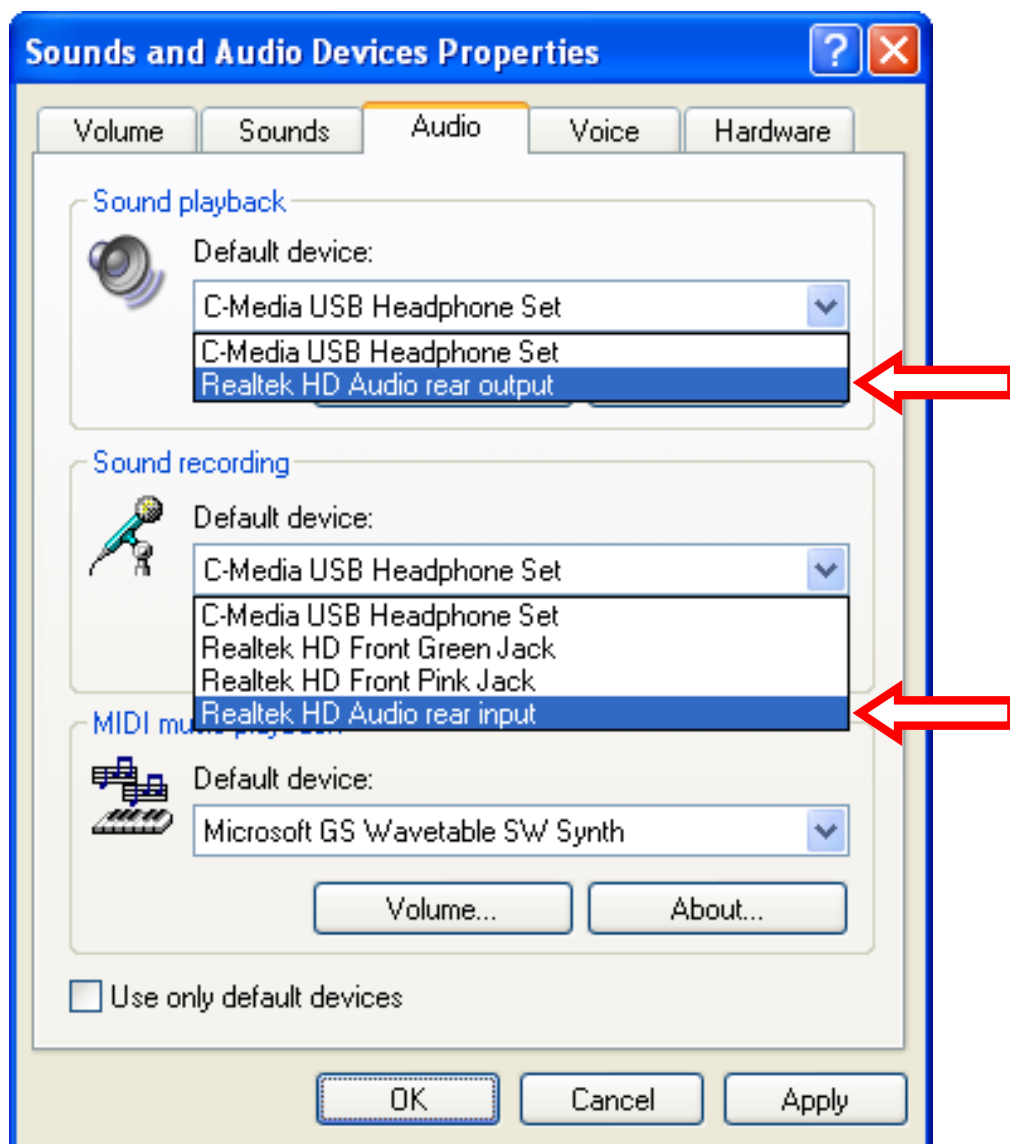 Sounds and Audio Devices Properties
Volume Sounds Audio Voice Hardware
Sound playback
Default device:
C-Media USB Headphone Set
C-Media USB Headphone Set
Realtek HD Audio rear output
Sound recording
Default device:
C-Media USB Headphone Set
C-Media USB Headphone Set
Realtek HD Front Green Jack
Realtek HD Front Pink Jack
Realtek HD Audio rear input
MIDI
Default device:
Microsoft GS Wavetable SW Synth
Volume... About...
Use only default devices
OK Cancel Apply